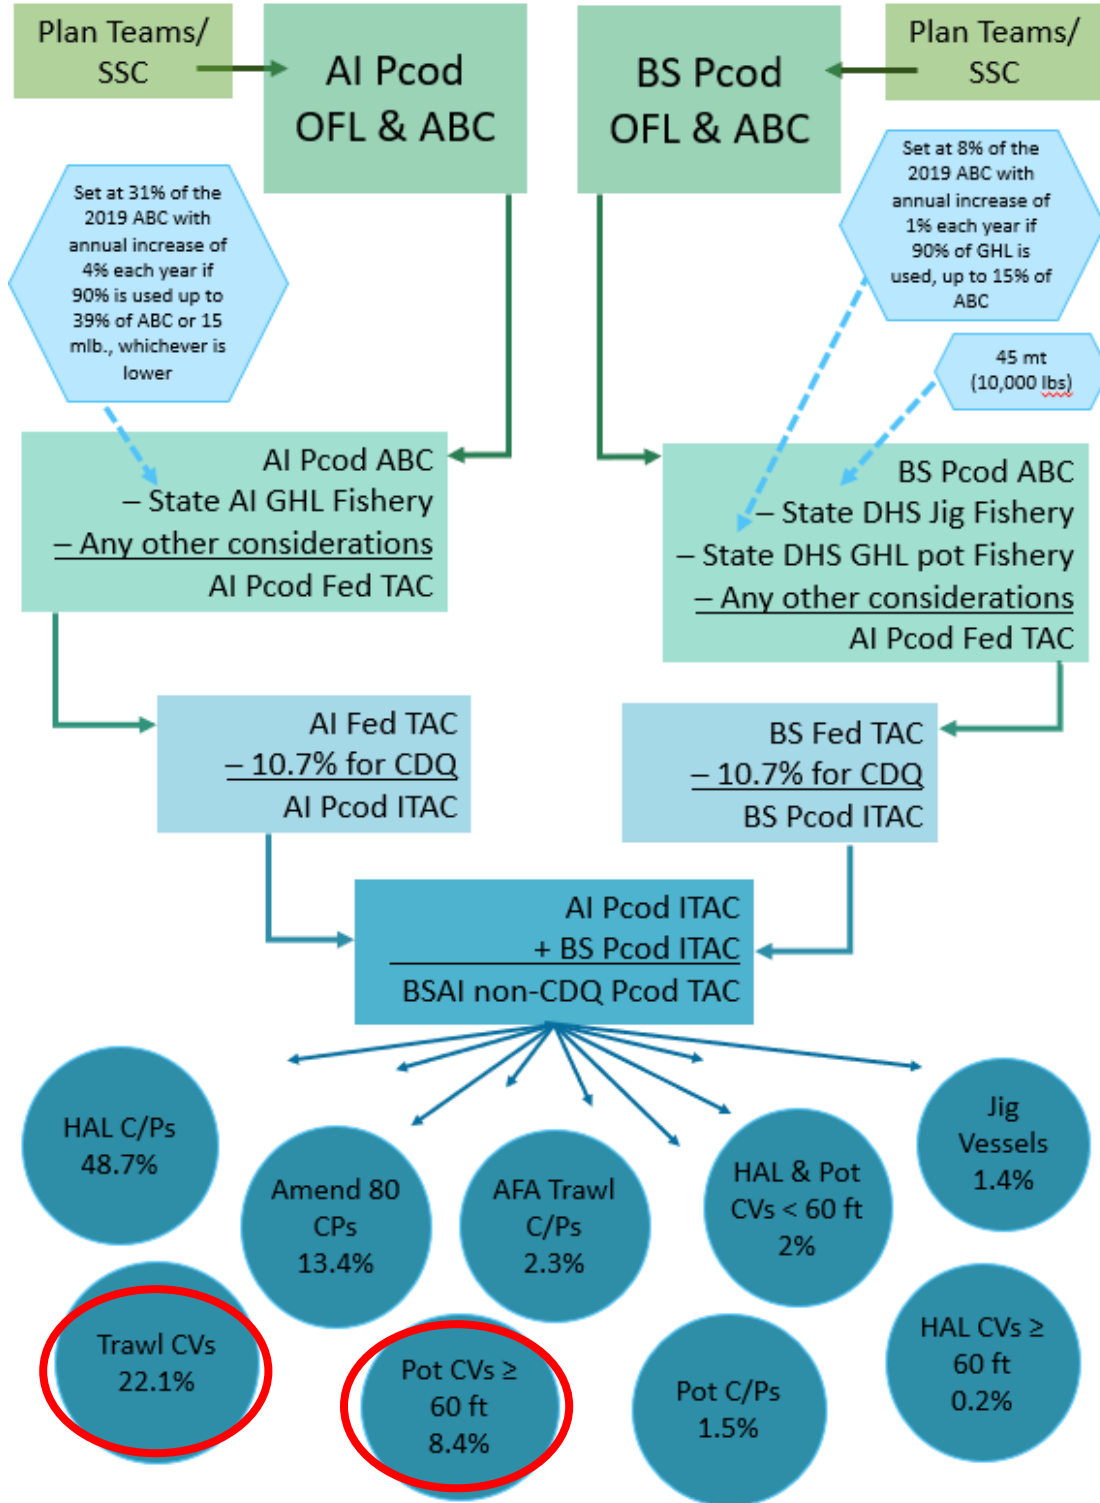 Plan Teams/
SSC
AI Pcod
OFL & ABC
BS Pcod
OFL & ABC
Plan Teams/
SSC
Set at 31% of the
2019 ABC with
annual increase of
4% each year if
90% is used up to
39% of ABC or 15
mlb., whichever is
lower
Set at 8% of the
2019 ABC with
annual increase of
1% each year if
90% of GHL is
used, up to 15% of
ABC
45 mt
(10,000 lbs)
AI Pcod ABC
– State AI GHL Fishery
– Any other considerations
AI Pcod Fed TAC
BS Pcod ABC
– State DHS Jig Fishery
– State DHS GHL pot Fishery
– Any other considerations
AI Pcod Fed TAC
AI Fed TAC
– 10.7% for CDQ
AI Pcod ITAC
BS Fed TAC
– 10.7% for CDQ
BS Pcod ITAC
AI Pcod ITAC
+ BS Pcod ITAC
BSAI non-CDQ Pcod TAC
HAL C/Ps
48.7%
Amend 80
CPs
13.4%
AFA Trawl
C/Ps
2.3%
HAL & Pot
CVs < 60 ft
2%
Jig
Vessels
1.4%
Trawl CVs
22.1%
Pot CVs ≥
60 ft
8.4%
Pot C/Ps
1.5%
HAL CVs ≥
60 ft
0.2%